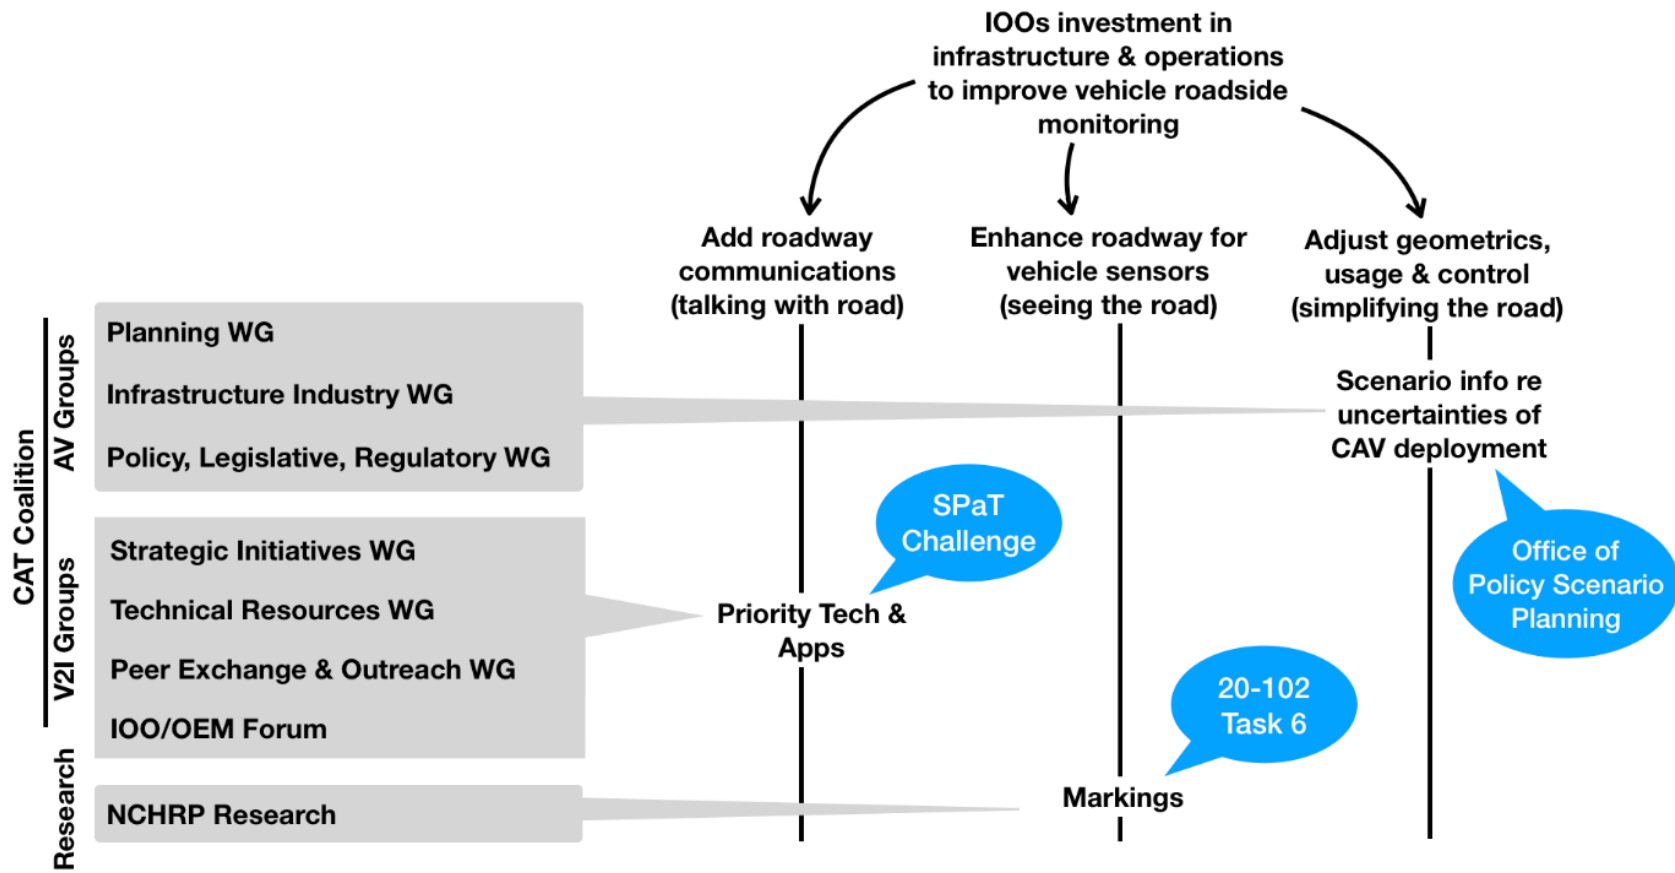 IOOs investment in
infrastructure & operations
to improve vehicle roadside
monitoring
Add roadway
communications
(talking with road)
Enhance roadway for
vehicle sensors
(seeing the road)
Adjust geometrics,
usage & control
(simplifying the road)
CAT Coalition
AV Groups
Planning WG
Infrastructure Industry WG
Policy, Legislative, Regulatory WG
Scenario info re
uncertainties of
CAV deployment
Office of
Policy Scenario
Planning
V2I Groups
Strategic Initiatives WG
Technical Resources WG
Peer Exchange & Outreach WG
IOO/OEM Forum
SPaT
Challenge
Priority Tech &
Apps
Research
NCHRP Research
20-102
Task 6
Markings